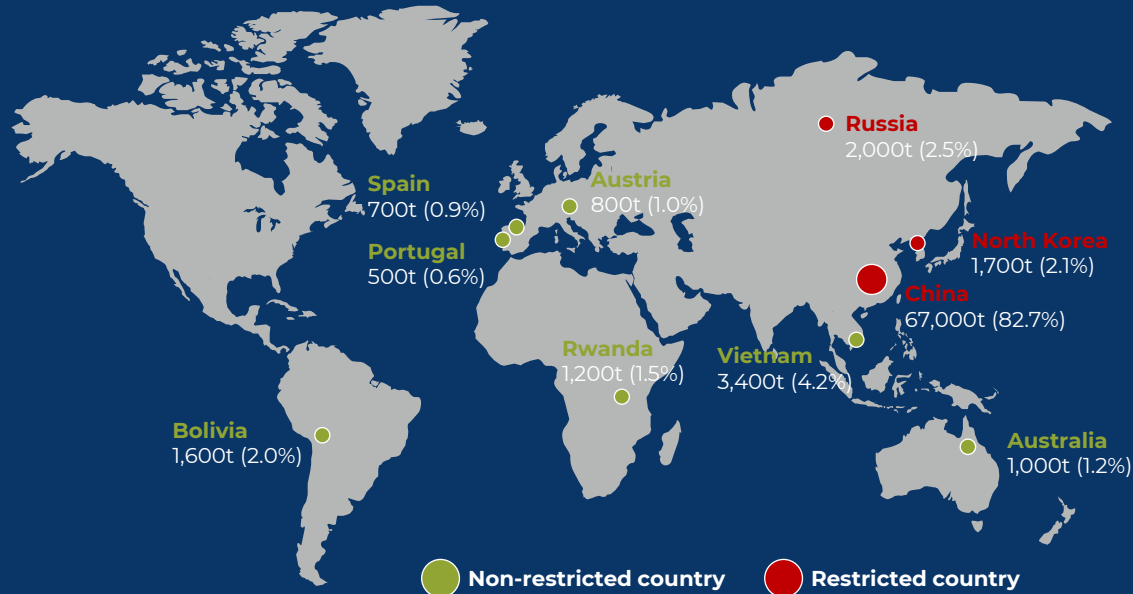 Russia
2,000t (2.5%)
Spain
700t (0.9%)
Austria
800t (1.0%)
Portugal
500t (0.6%)
North Korea
1,700t (2.1%)
China
67,000t (82.7%)
Rwanda
1,200t (1.5%)
Vietnam
3,400t (4.2%)
Bolivia
1,600t (2.0%)
Australia
1,000t (1.2%)
Non-restricted country
Restricted country